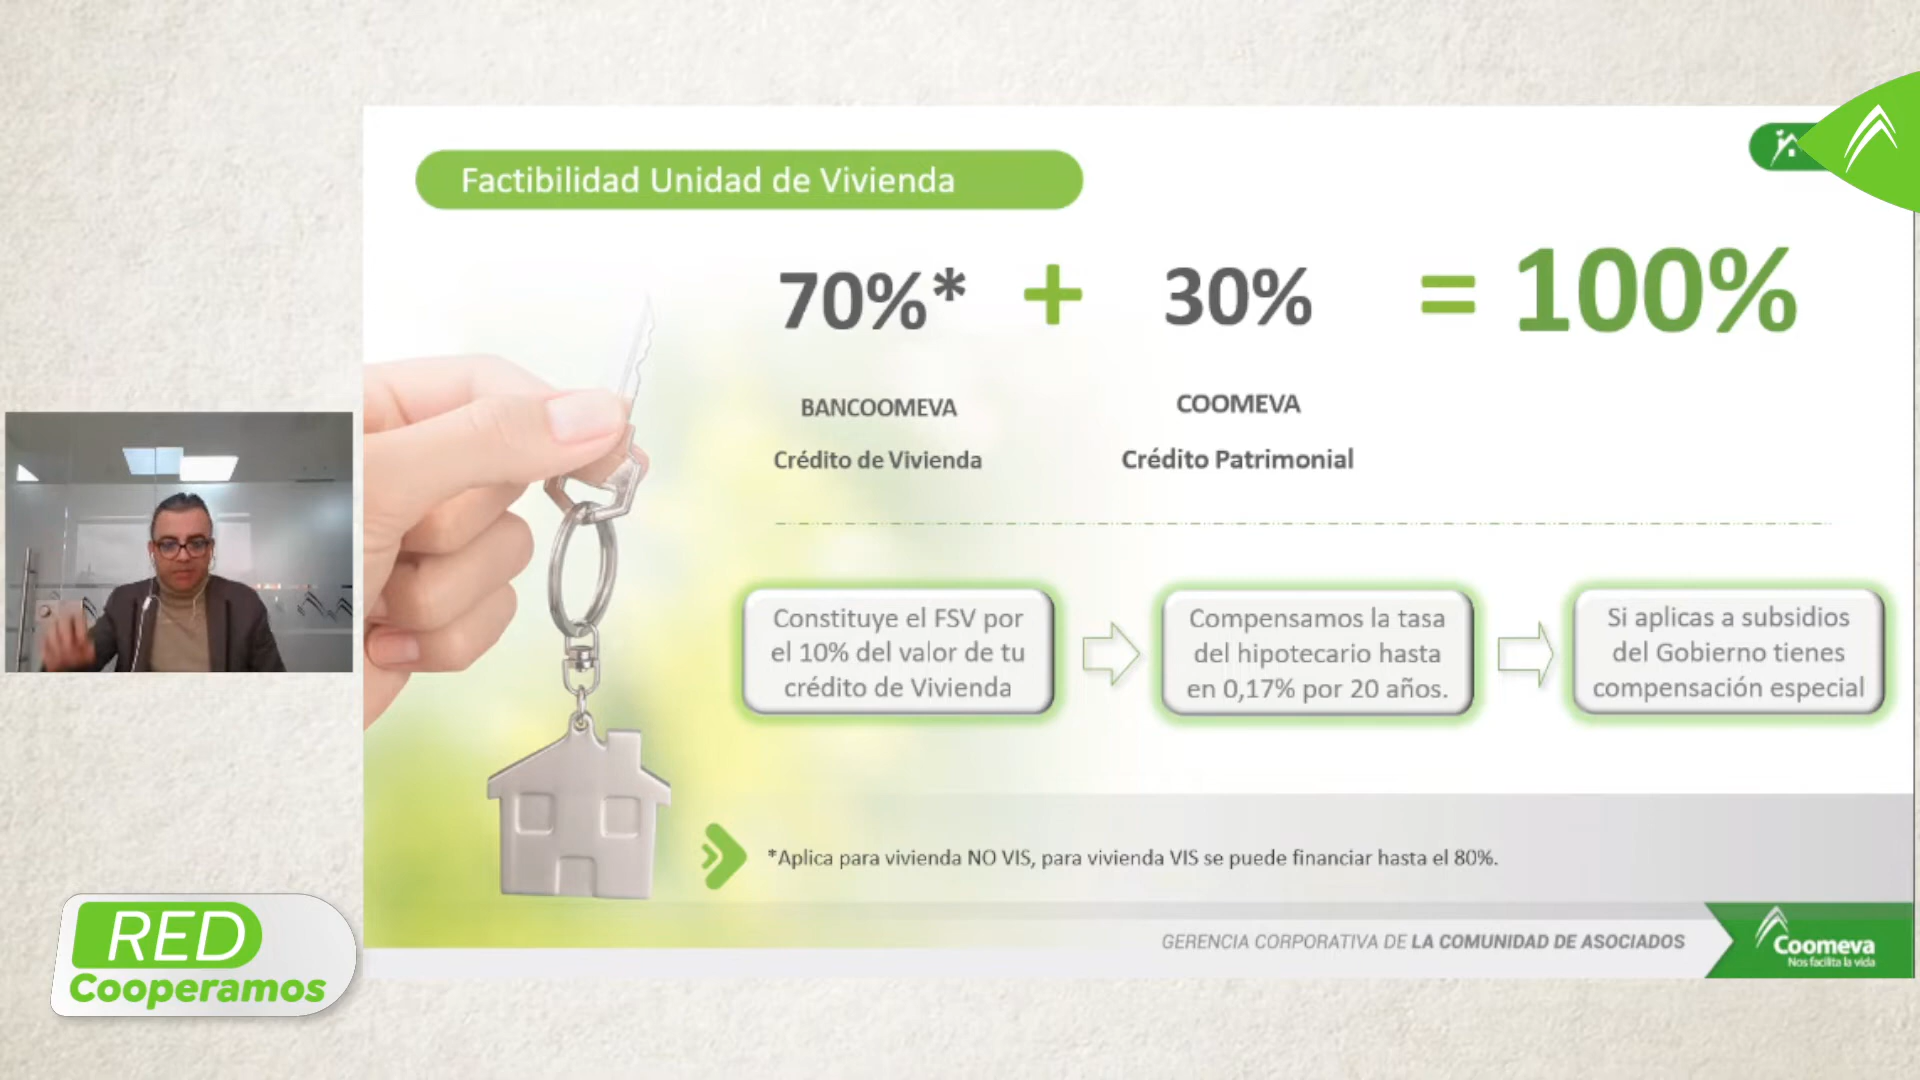 Factibilidad Unidad de Vivienda
70%* + 30% = 100%
BANCOOMEVA
Crédito de Vivienda
COOMEVA
Crédito Patrimonial
Constituye el FSV por
el 10% del valor de tu
crédito de Vivienda
Compensamos la tasa
del hipotecario hasta
en 0,17% por 20 años.
Si aplicas a subsidios
del Gobierno tienes
compensación especial
*Aplica para vivienda NO VIS, para vivienda VIS se puede financiar hasta el 80%.
GERENCIA CORPORATIVA DE LA COMUNIDAD DE ASOCIADOS
Coomeva
Nos facilita la vida
RED
Cooperamos